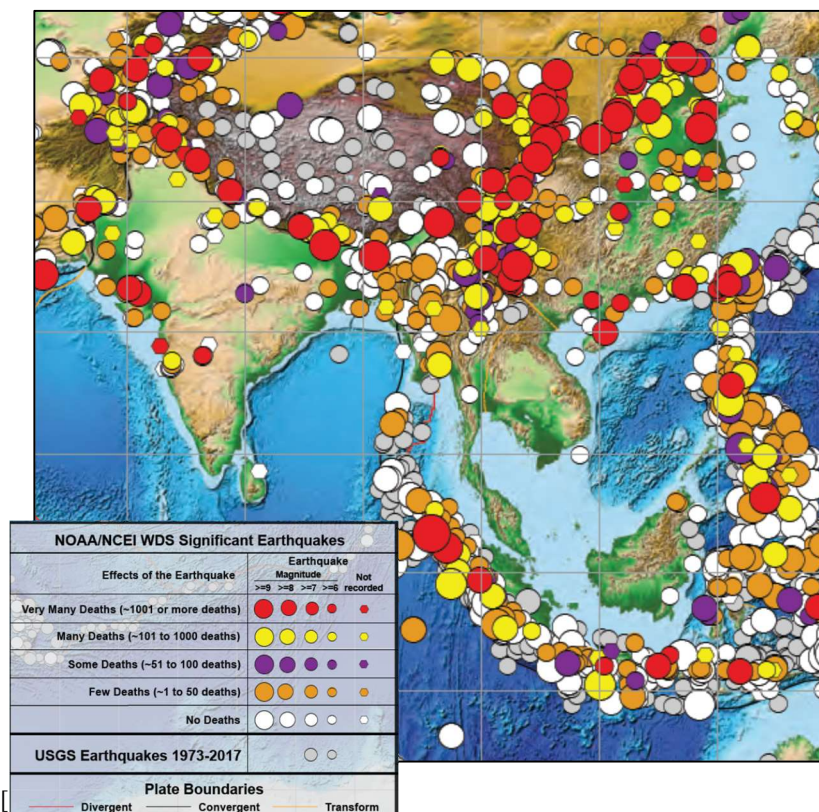 NOAA/NCEI WDS Significant Earthquakes
Effects of the Earthquake
Earthquake
Magnitude
>=9 >=8 >=7 >=6
Not recorded
Very Many Deaths (~1001 or more deaths)
Many Deaths (~101 to 1000 deaths)
Some Deaths (~51 to 100 deaths)
Few Deaths (~1 to 50 deaths)
No Deaths
USGS Earthquakes 1973-2017
Plate Boundaries
[
Divergent Convergent Transform